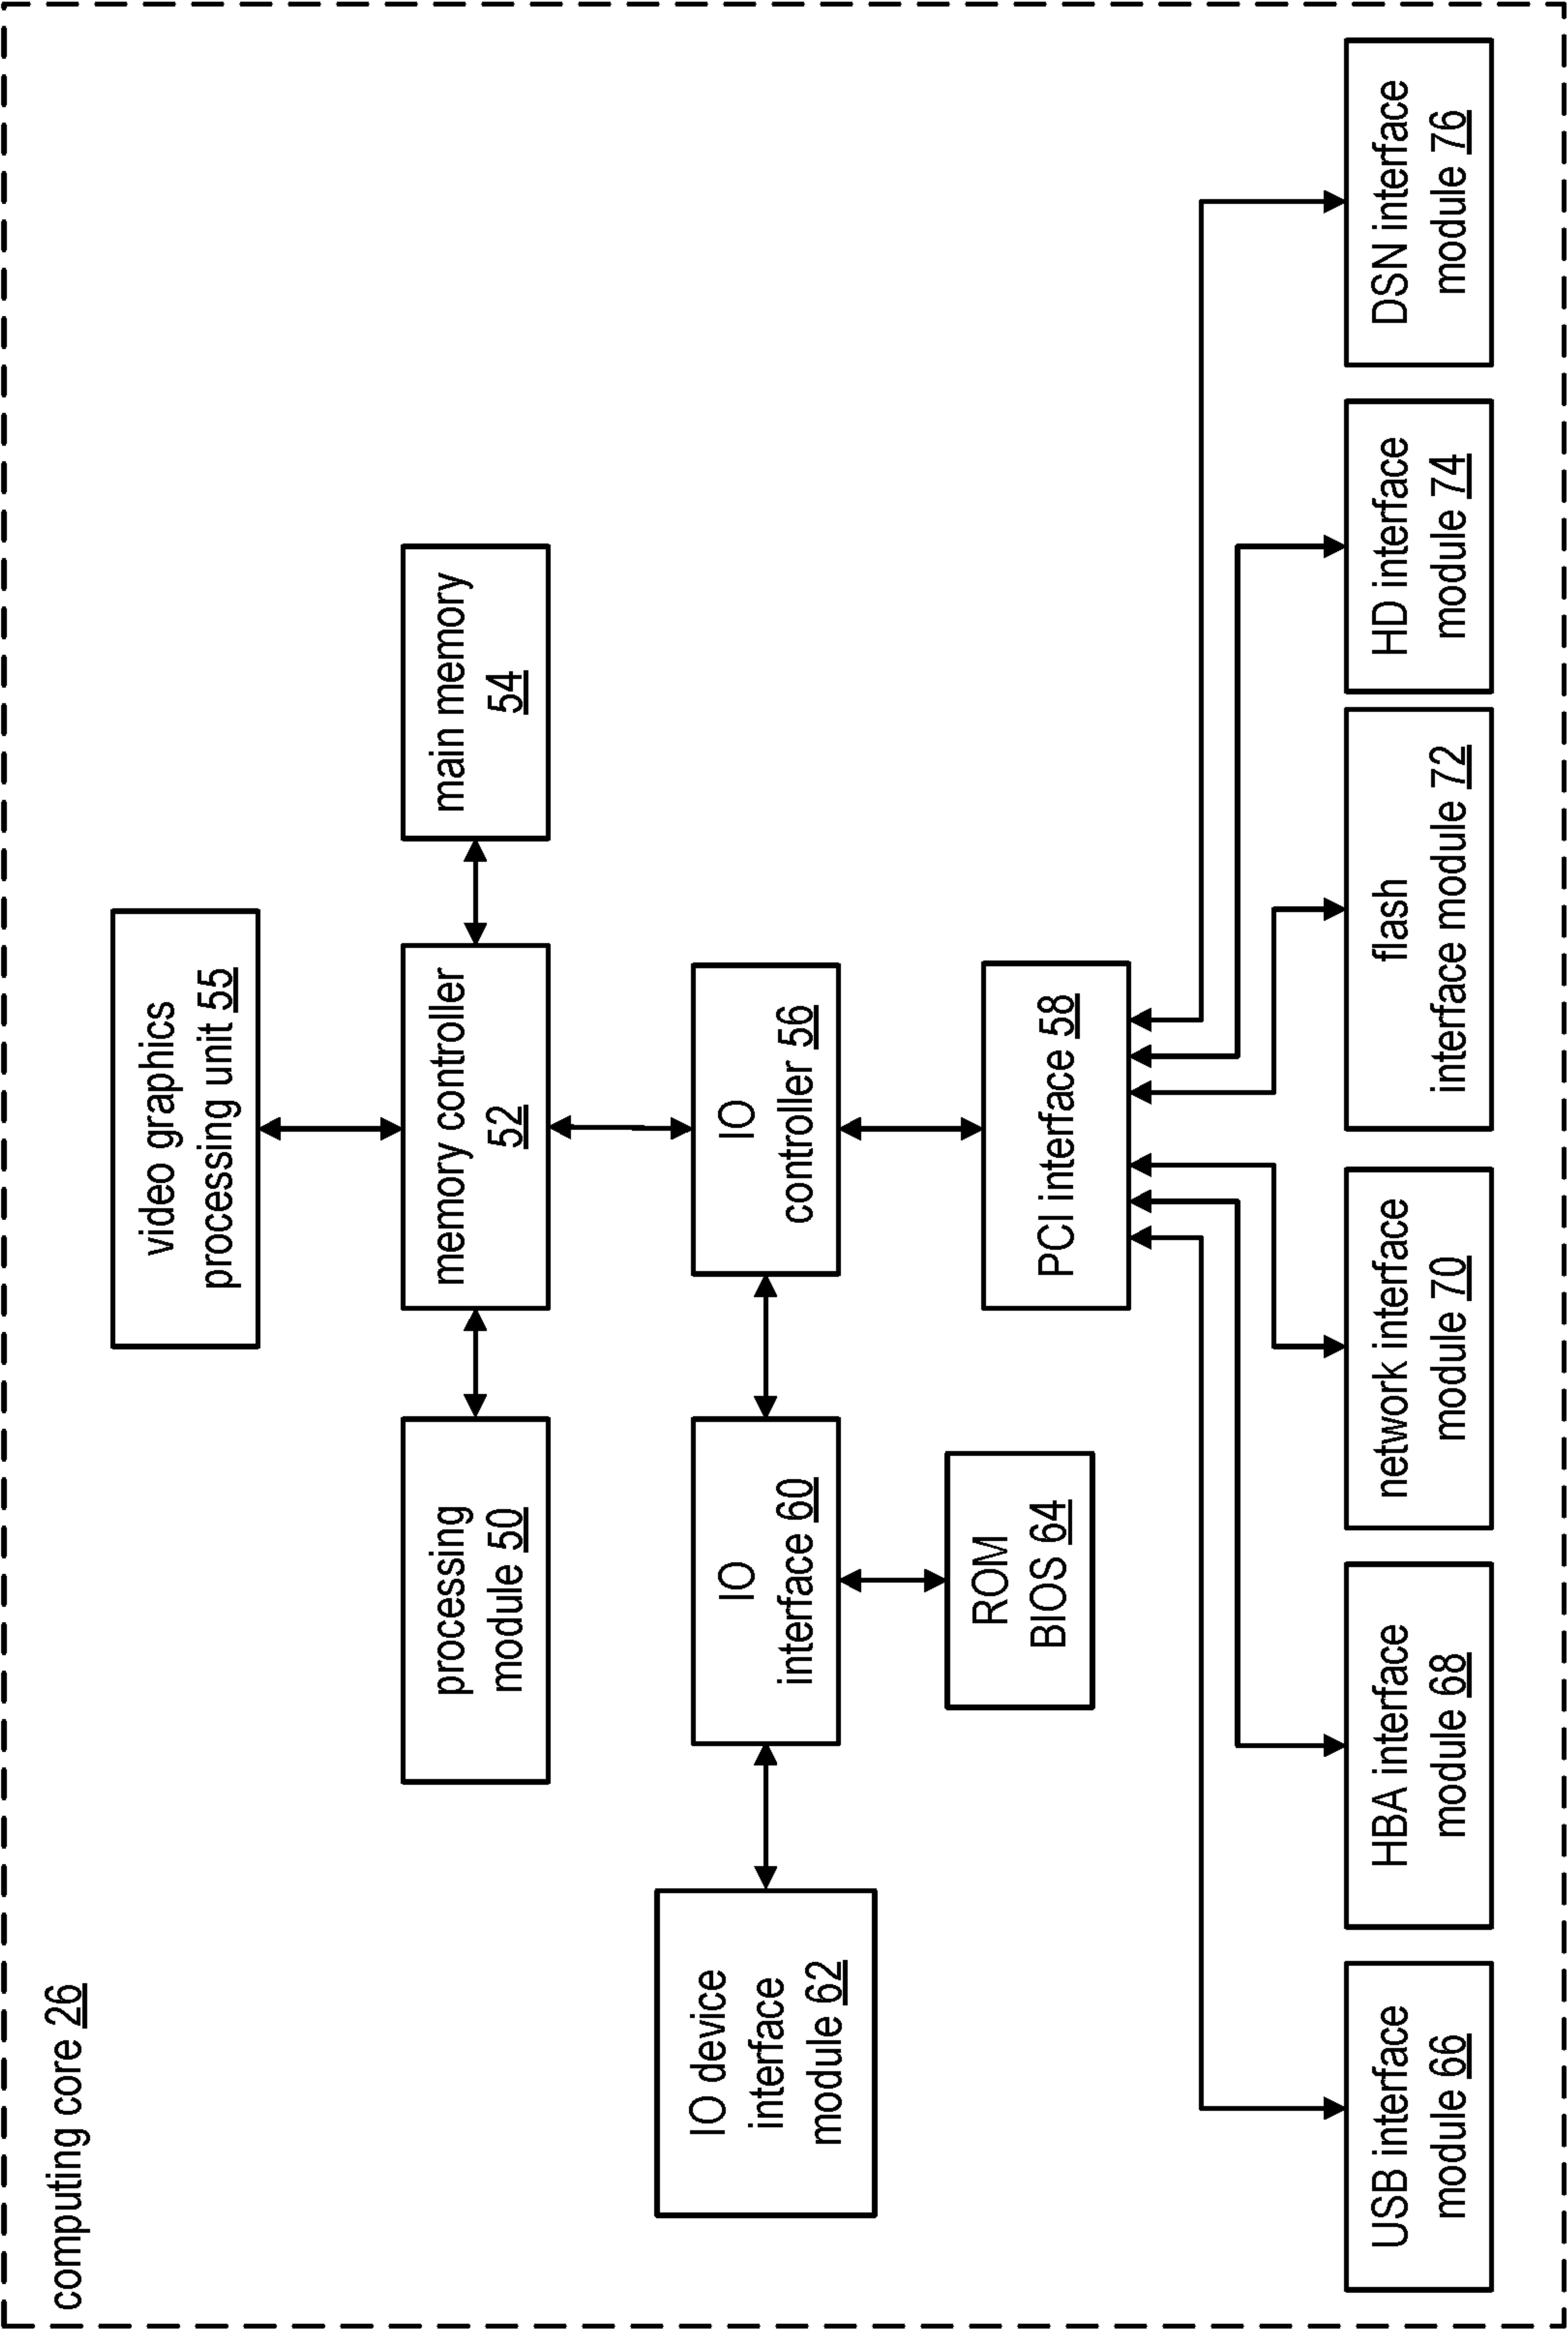 computing core 26
video graphics
processing unit 55
processing
module 50
memory controller
52
main memory
54
IO device
interface
module 62
IO
interface 60
IO
controller 56
ROM
BIOS 64
PCI interface 58
USB interface
module 66
HBA interface
module 68
network interface
module 70
flash
interface module 72
HD interface
module 74
DSN interface
module 76